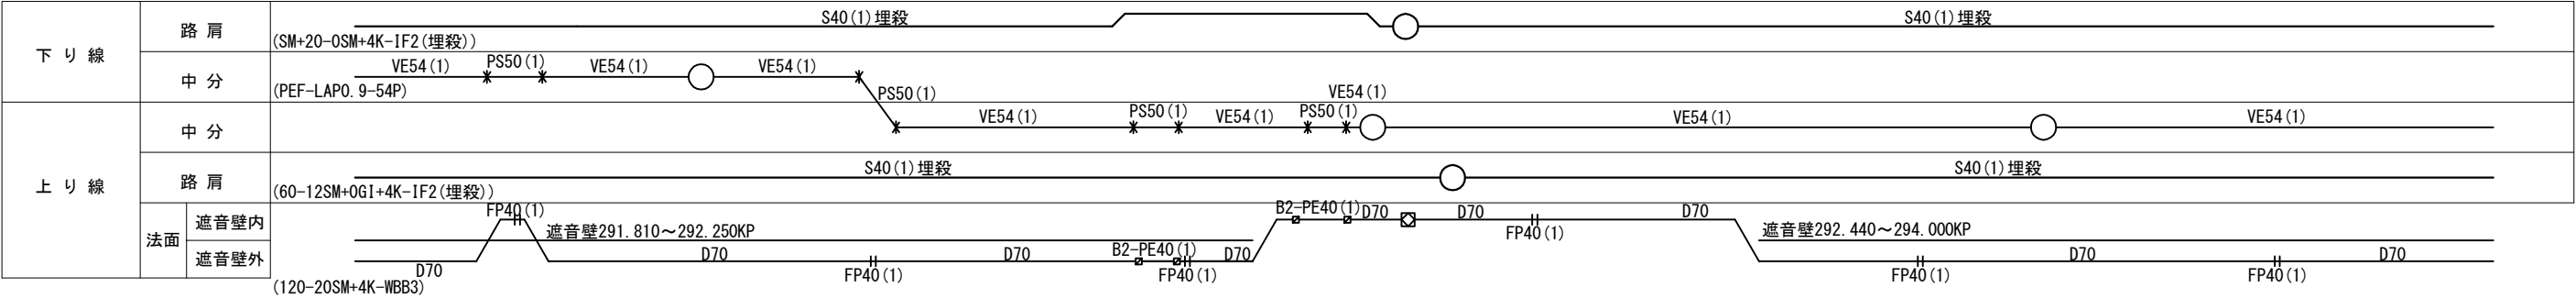 下り線
路肩
S40(1)埋殺
S40(1)埋殺
(SM+20-OSM+4K-IF2(埋殺))
中分
VE54(1)
PS50(1)
VE54(1)
VE54(1)
(PEF-LAP0.9-54P)
PS50(1)
VE54(1)
上り線
中分
VE54(1)
PS50(1)
VE54(1)
PS50(1)
VE54(1)
VE54(1)
路肩
S40(1)埋殺
S40(1)埋殺
(60-12SM+OGI+4K-IF2(埋殺))
法面
遮音壁内
FP40(1)
B2-PE40(1)
D70
D70
D70
遮音壁291.810～292.250KP
FP40(1)
遮音壁292.440～294.000KP
遮音壁外
D70
D70
FP40(1)
D70
B2-PE40(1)
FP40(1)
D70
FP40(1)
D70
FP40(1)
D70
(120-20SM+4K-WBB3)